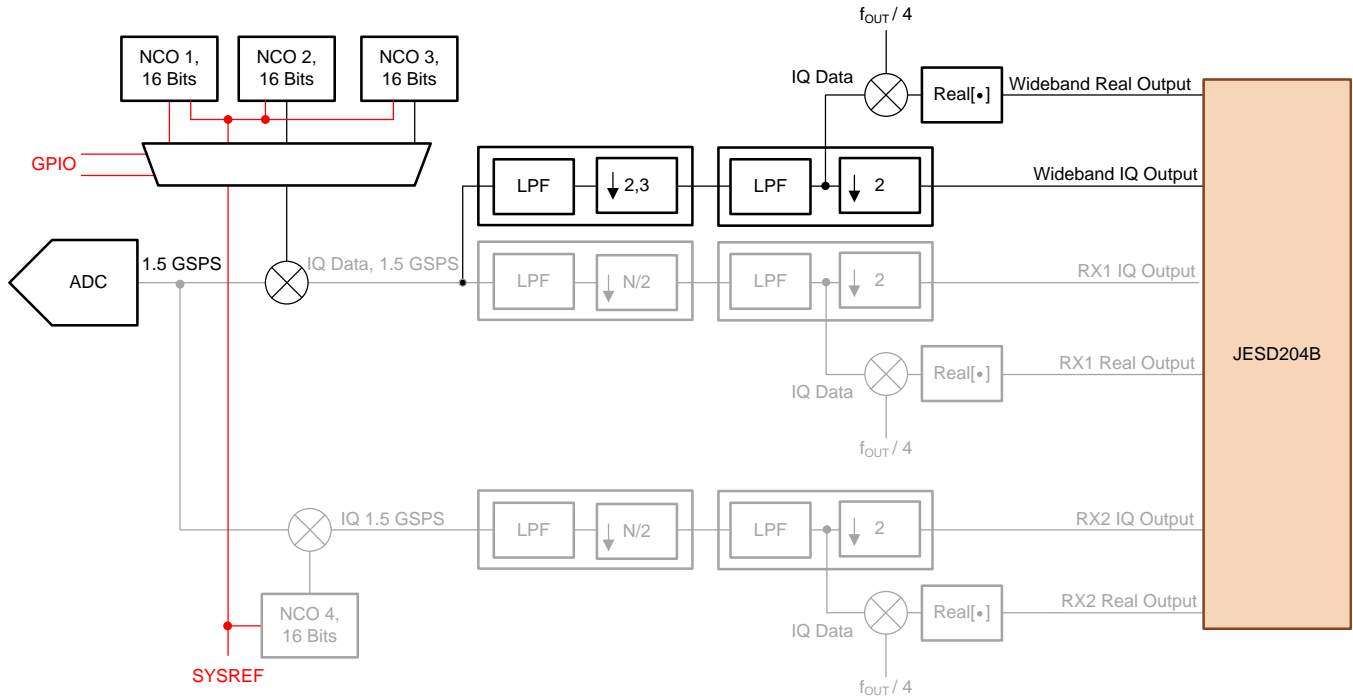 f_OUT / 4
NCO 1,
16 Bits
NCO 2,
16 Bits
NCO 3,
16 Bits
IQ Data
Real[•]
Wideband Real Output
GPIO
LPF
2,3
LPF
2
Wideband IQ Output
ADC
1.5 GSPS
IQ Data, 1.5 GSPS
LPF
N/2
LPF
2
RX1 IQ Output
JESD204B
IQ Data
Real[•]
RX1 Real Output
f_OUT / 4
IQ 1.5 GSPS
LPF
N/2
LPF
2
RX2 IQ Output
NCO 4,
16 Bits
IQ Data
Real[•]
RX2 Real Output
SYSREF
f_OUT / 4